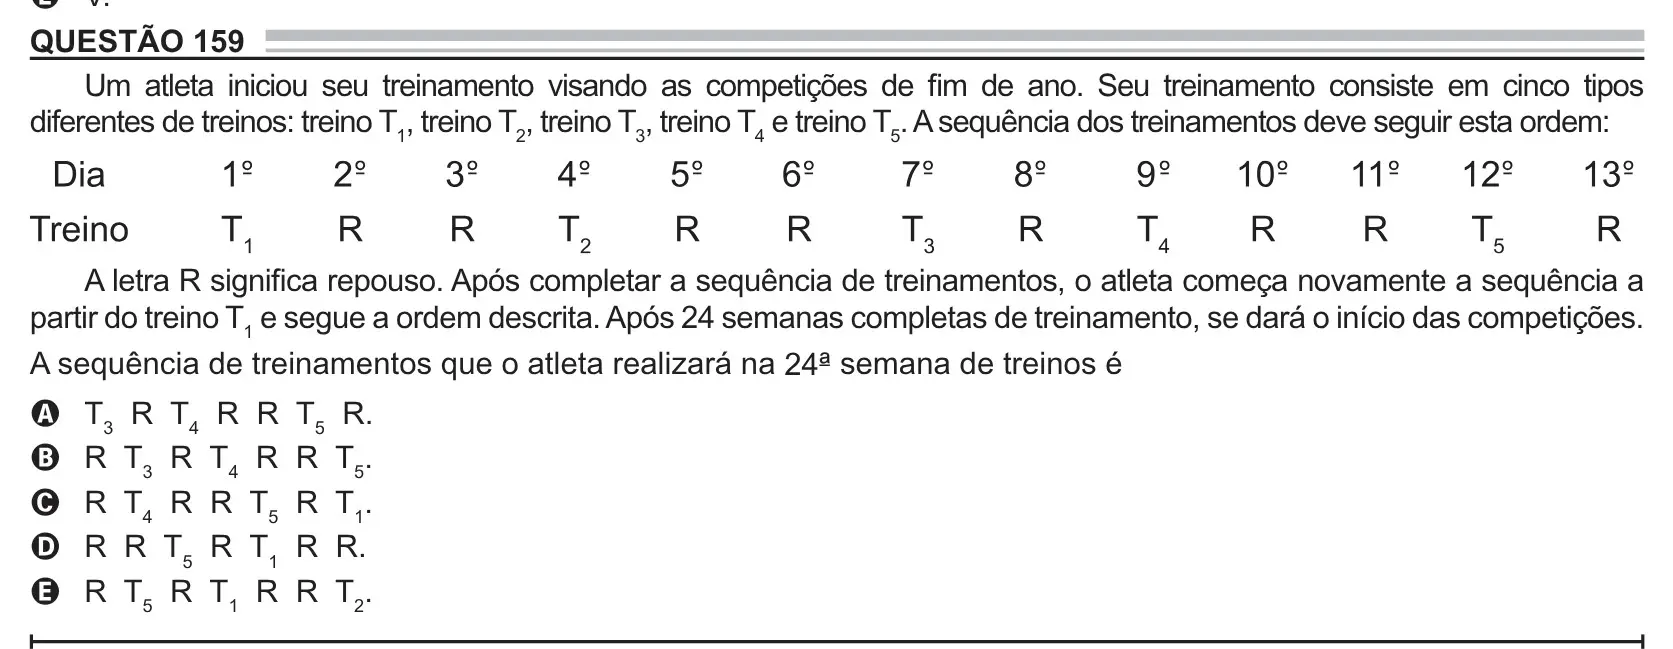 QUESTÃO 159
Um atleta iniciou seu treinamento visando as competições de fim de ano. Seu treinamento consiste em cinco tipos
diferentes de treinos: treino T₁, treino T₂, treino T₃, treino T₄ e treino T₅. A sequência dos treinamentos deve seguir esta ordem:
Dia 1º 2º 3º 4º 5º 6º 7º 8º 9º 10º 11º 12º 13º
Treino T₁ R R T₂ R R T₃ R T₄ R R T₅ R
A letra R significa repouso. Após completar a sequência de treinamentos, o atleta começa novamente a sequência a
partir do treino T₁ e segue a ordem descrita. Após 24 semanas completas de treinamento, se dará o início das competições.
A sequência de treinamentos que o atleta realizará na 24ª semana de treinos é
A T₃ R T₄ R R T₅ R.
B R T₃ R T₄ R R T₅.
C R T₄ R R T₅ R T₁.
D R R T₅ R T₁ R R.
E R T₅ R T₁ R R T₂.